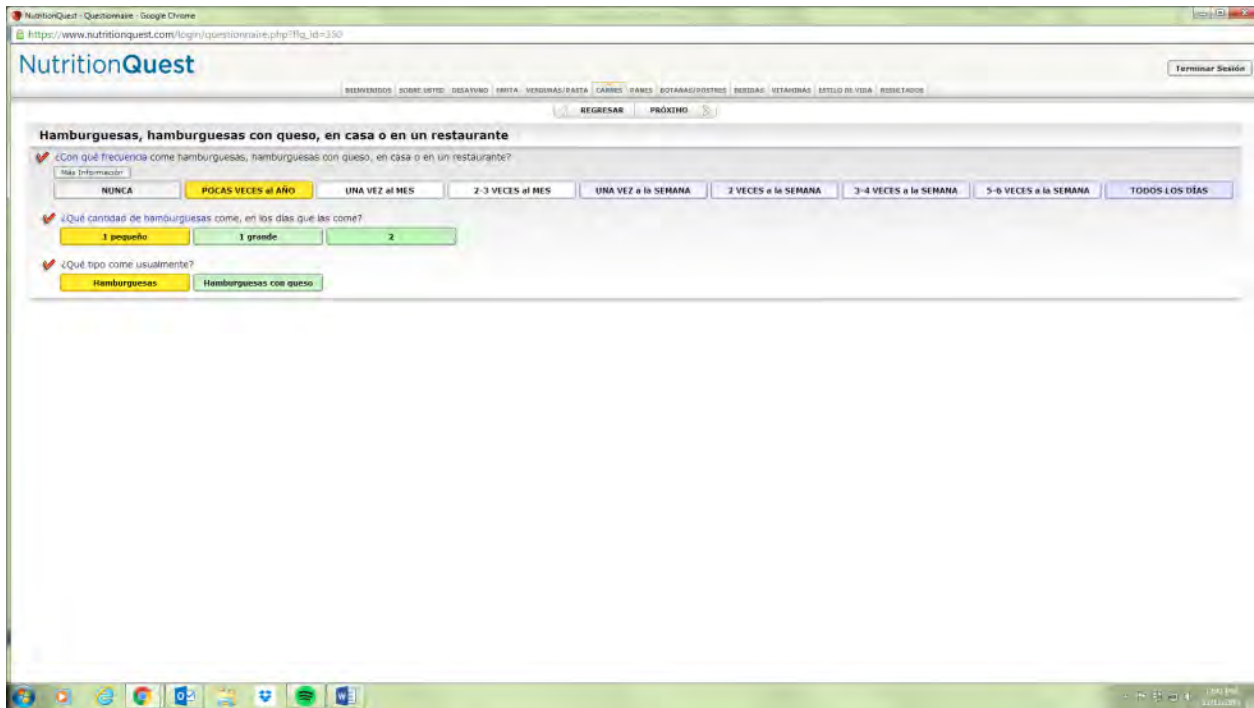 NutritionQuest - Questionnaire - Google Chrome
https://www.nutritionquest.com/login/questionnaire.php?flg_id=350
NutritionQuest
Terminar Sesión
BIENVENIDOS SOBRE USTED DESAYUNO FRUTA VERDURAS/PASTA CARNES PANES BOTANAS/POSTRES BEBIDAS VITAMINAS ESTILO DE VIDA RESULTADOS
REGRESAR PRÓXIMO
Hamburguesas, hamburguesas con queso, en casa o en un restaurante
¿Con qué frecuencia come hamburguesas, hamburguesas con queso, en casa o en un restaurante?
Más Información
NUNCA POCAS VECES al AÑO UNA VEZ al MES 2-3 VECES al MES UNA VEZ a la SEMANA 2 VECES a la SEMANA 3-4 VECES a la SEMANA 5-6 VECES a la SEMANA TODOS LOS DÍAS
¿Qué cantidad de hamburguesas come, en los días que las come?
1 pequeño 1 grande 2
¿Qué tipo come usualmente?
Hamburguesas Hamburguesas con queso